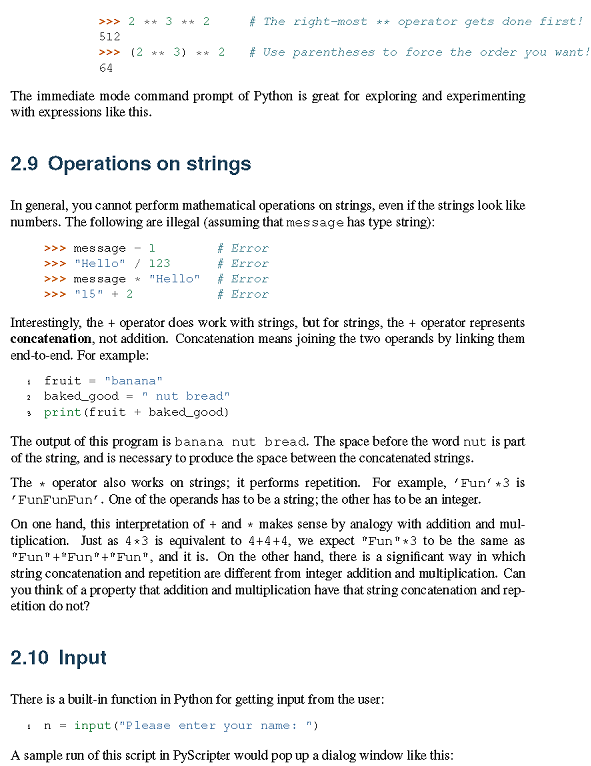 >>> 2 ** 3 ** 2     # The right-most ** operator gets done first!
512
>>> (2 ** 3) ** 2   # Use parentheses to force the order you want!
64
The immediate mode command prompt of Python is great for exploring and experimenting
with expressions like this.
2.9 Operations on strings
In general, you cannot perform mathematical operations on strings, even if the strings look like
numbers. The following are illegal (assuming that message has type string):
>>> message - 1        # Error
>>> "Hello" / 123      # Error
>>> message * "Hello"  # Error
>>> "15" + 2           # Error
Interestingly, the + operator does work with strings, but for strings, the + operator represents
concatenation, not addition. Concatenation means joining the two operands by linking them
end-to-end. For example:
1 fruit = "banana"
2 baked_good = " nut bread"
3 print(fruit + baked_good)
The output of this program is banana nut bread. The space before the word nut is part
of the string, and is necessary to produce the space between the concatenated strings.
The * operator also works on strings; it performs repetition. For example, 'Fun'*3 is
'FunFunFun'. One of the operands has to be a string; the other has to be an integer.
On one hand, this interpretation of + and * makes sense by analogy with addition and mul-
tiplication. Just as 4*3 is equivalent to 4+4+4, we expect "Fun"*3 to be the same as
"Fun"+"Fun"+"Fun", and it is. On the other hand, there is a significant way in which
string concatenation and repetition are different from integer addition and multiplication. Can
you think of a property that addition and multiplication have that string concatenation and rep-
etition do not?
2.10 Input
There is a built-in function in Python for getting input from the user:
1 n = input("Please enter your name: ")
A sample run of this script in PyScripter would pop up a dialog window like this: